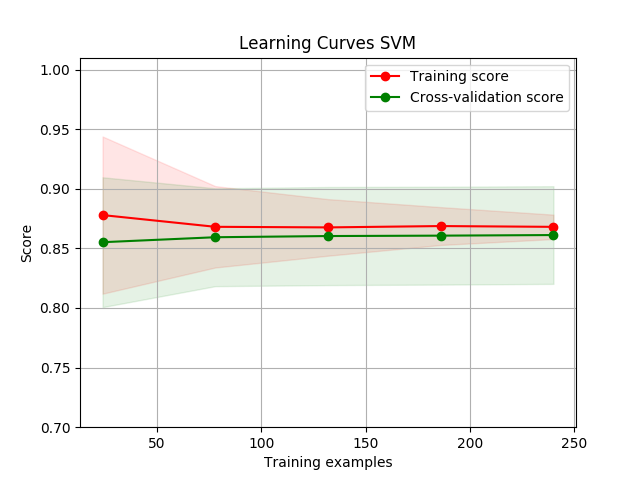 Learning Curves SVM
Training score
Cross-validation score
1.00
0.95
0.90
0.85
0.80
0.75
0.70
Score
50
100
150
200
250
Training examples